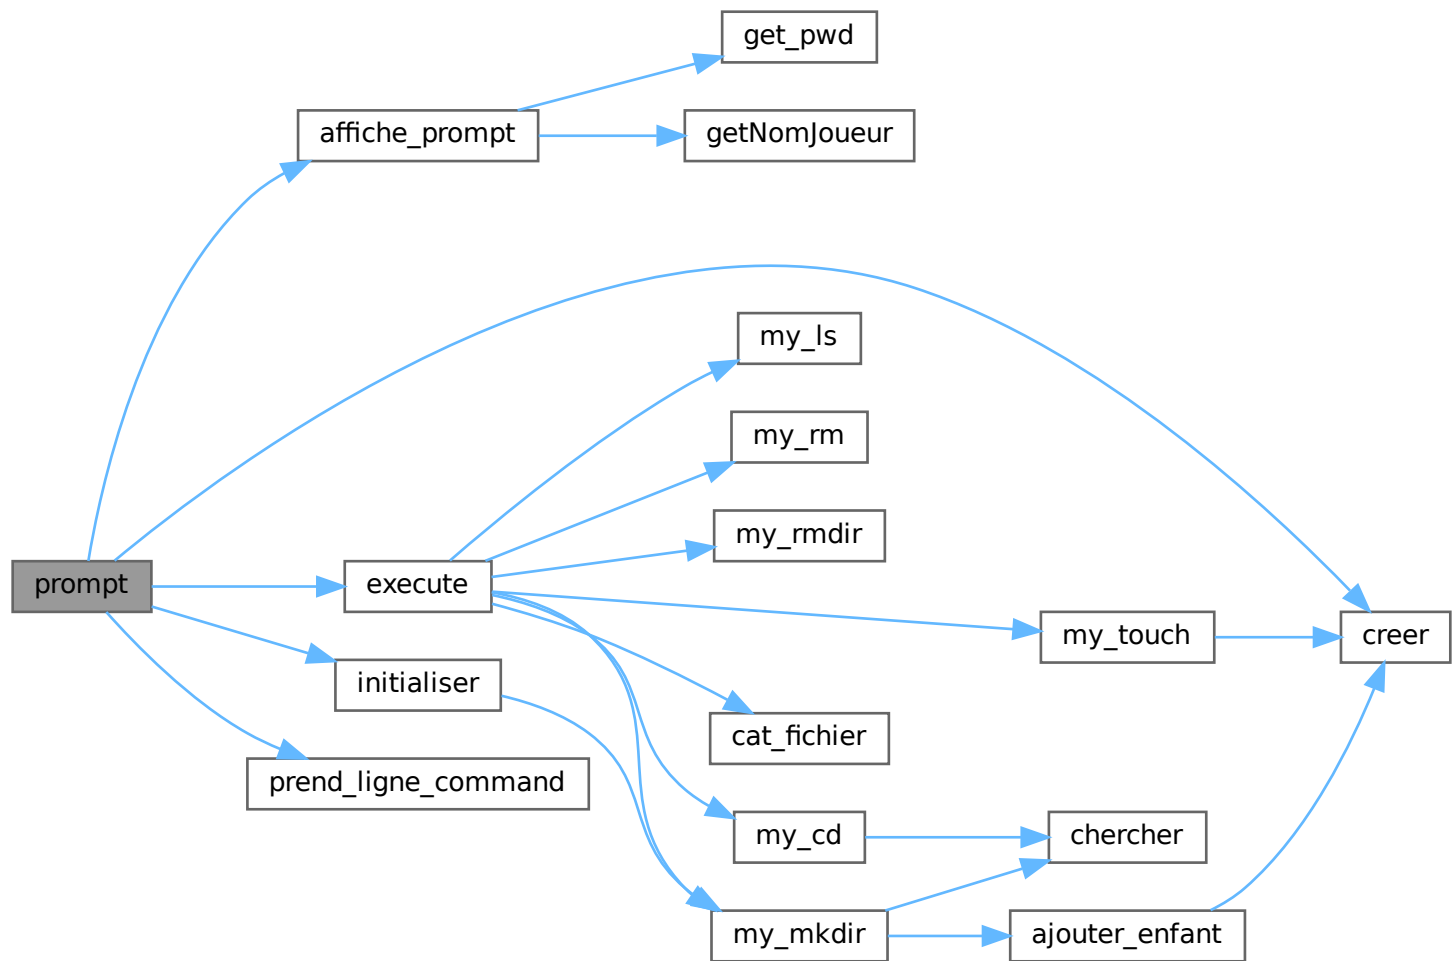 get_pwd
affiche_prompt
getNomJoueur
my_ls
my_rm
my_rmdir
prompt
execute
my_touch
creer
initialiser
cat_fichier
prend_ligne_command
my_cd
chercher
my_mkdir
ajouter_enfant